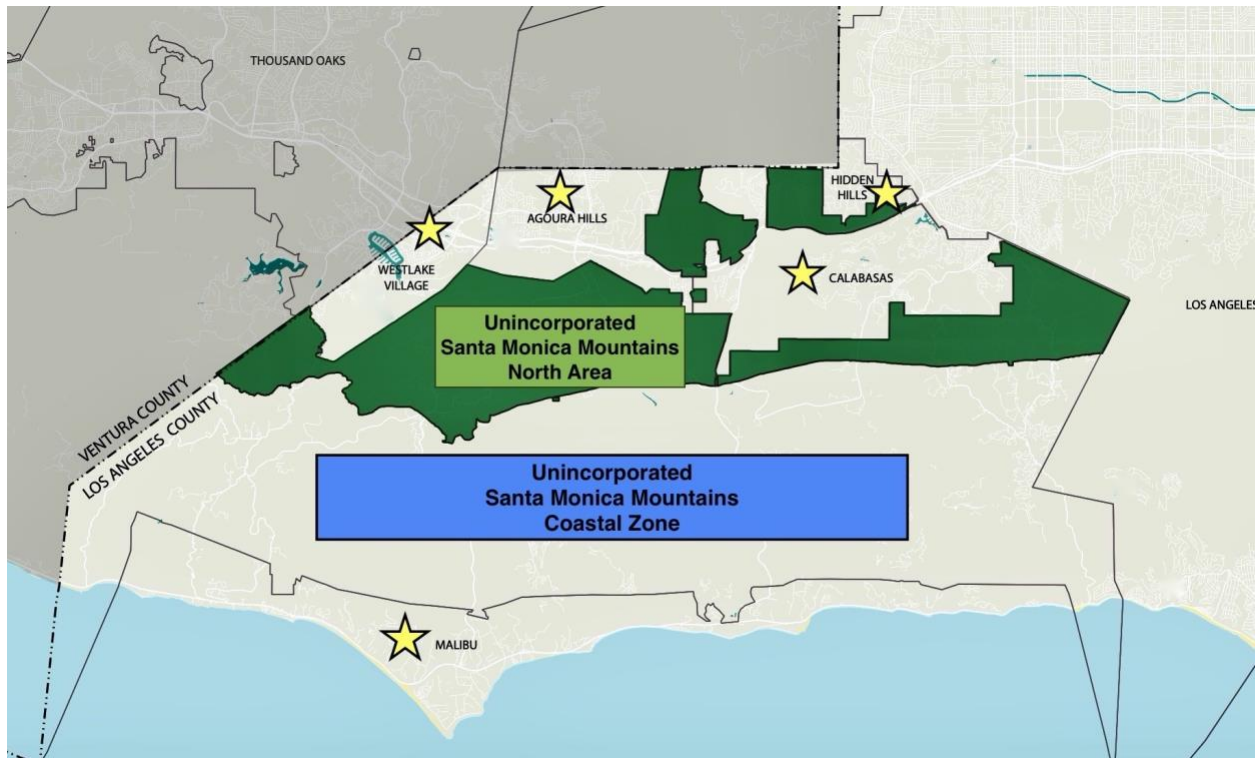 THOUSAND OAKS
HIDDEN
HILLS
AGOURA HILLS
WESTLAKE
VILLAGE
CALABASAS
LOS ANGELES
Unincorporated
Santa Monica Mountains
North Area
VENTURA COUNTY
LOS ANGELES COUNTY
Unincorporated
Santa Monica Mountains
Coastal Zone
MALIBU